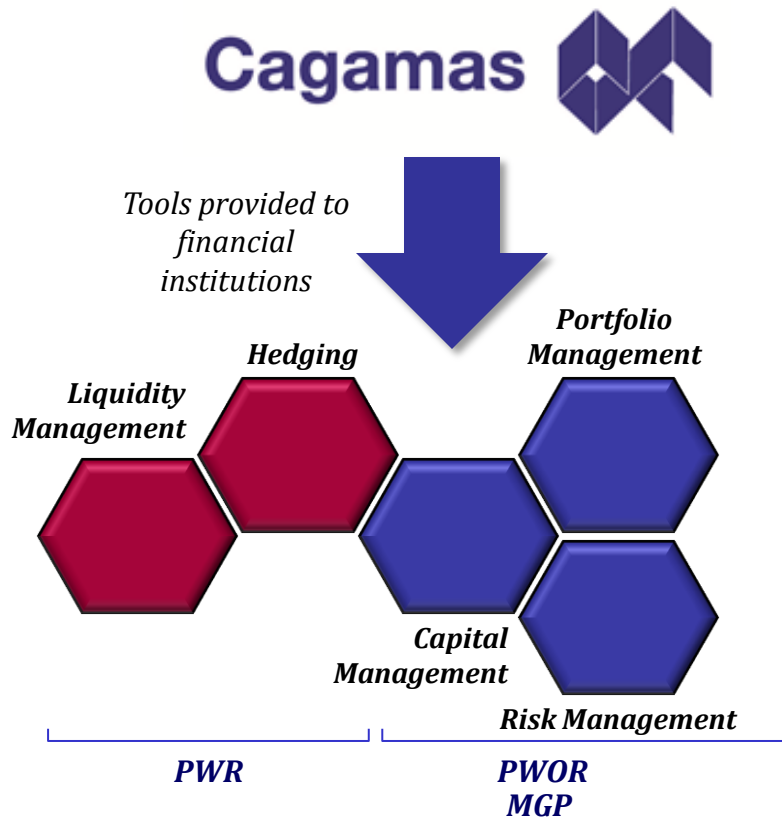 Cagamas
Tools provided to
financial
institutions
Portfolio
Management
Hedging
Liquidity
Management
Capital
Management
Risk Management
PWR
PWOR
MGP